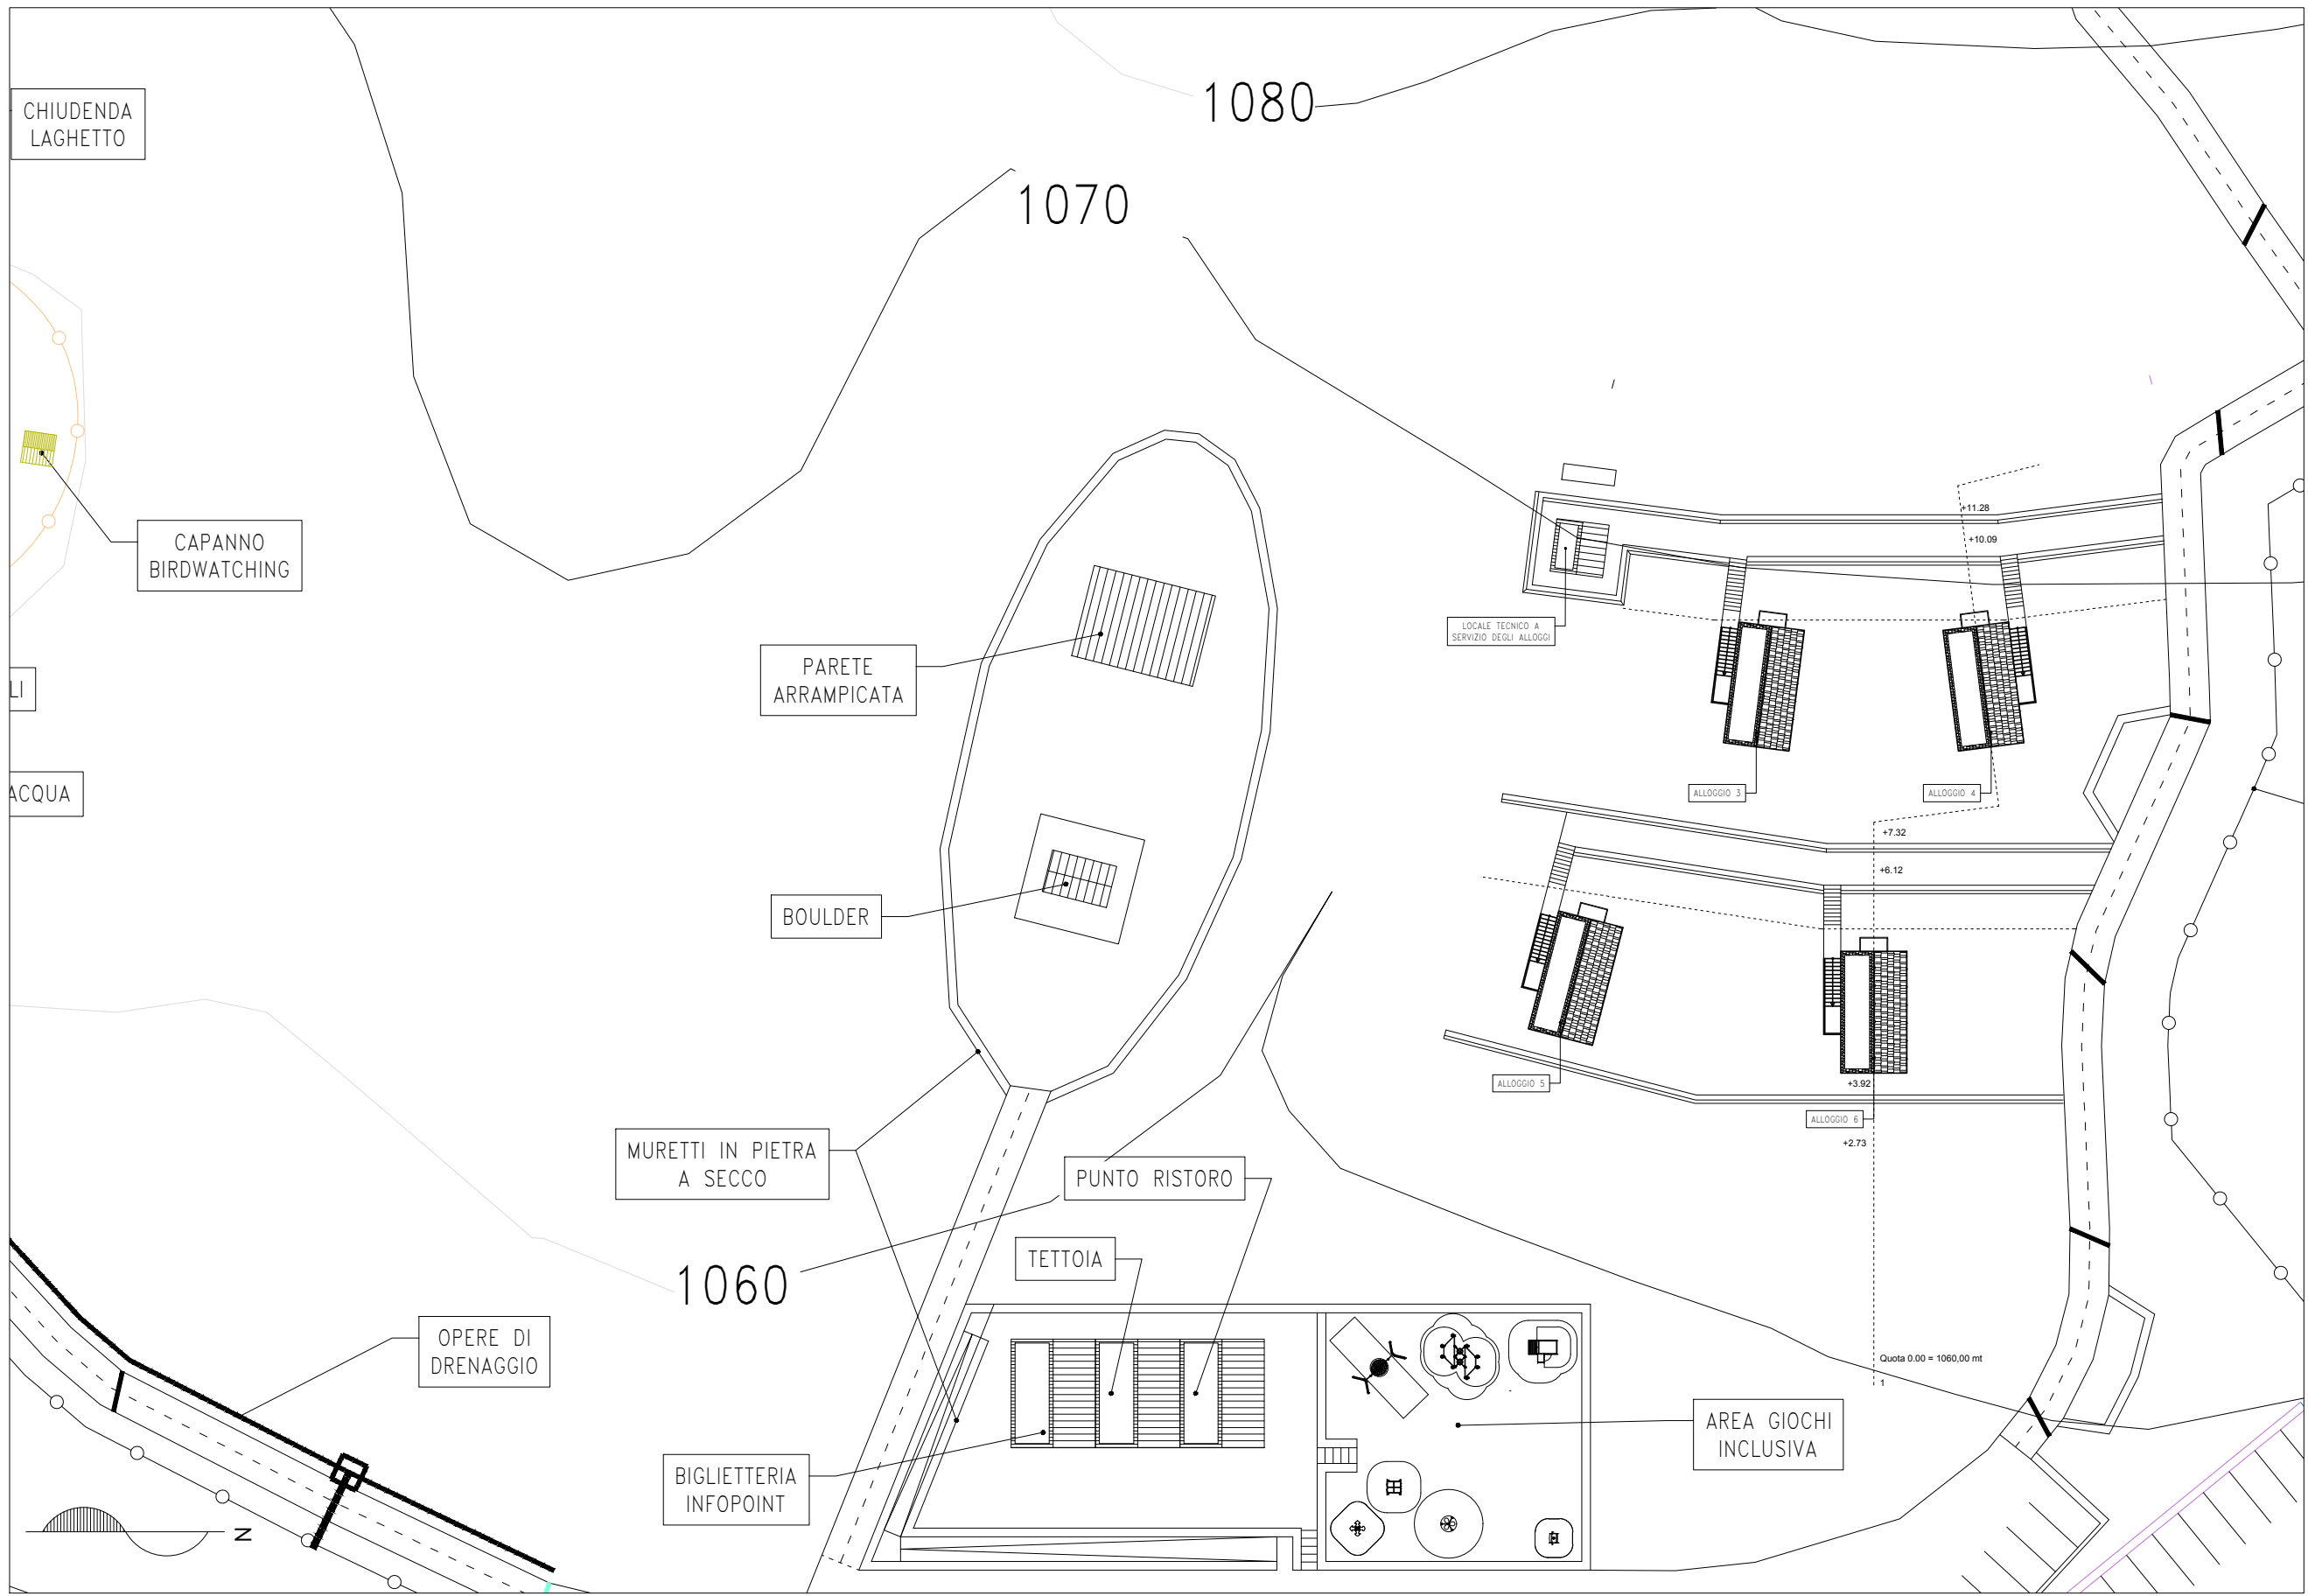 1080
CHIUDENDA
LAGHETTO
1070
+11.28
CAPANNO
BIRDWATCHING
+10.09
LOCALE TECNICO A
SERVIZIO DEGLI ALLOGGI
PARETE
ARRAMPICATA
LI
ACQUA
ALLOGGIO 3
ALLOGGIO 4
+7.32
+6.12
BOULDER
ALLOGGIO 5
+3.92
ALLOGGIO 6
+2.73
MURETTI IN PIETRA
A SECCO
PUNTO RISTORO
TETTOIA
1060
OPERE DI
DRENAGGIO
Quota 0.00 = 1060,00 mt
1
AREA GIOCHI
INCLUSIVA
BIGLIETTERIA
INFOPOINT
N